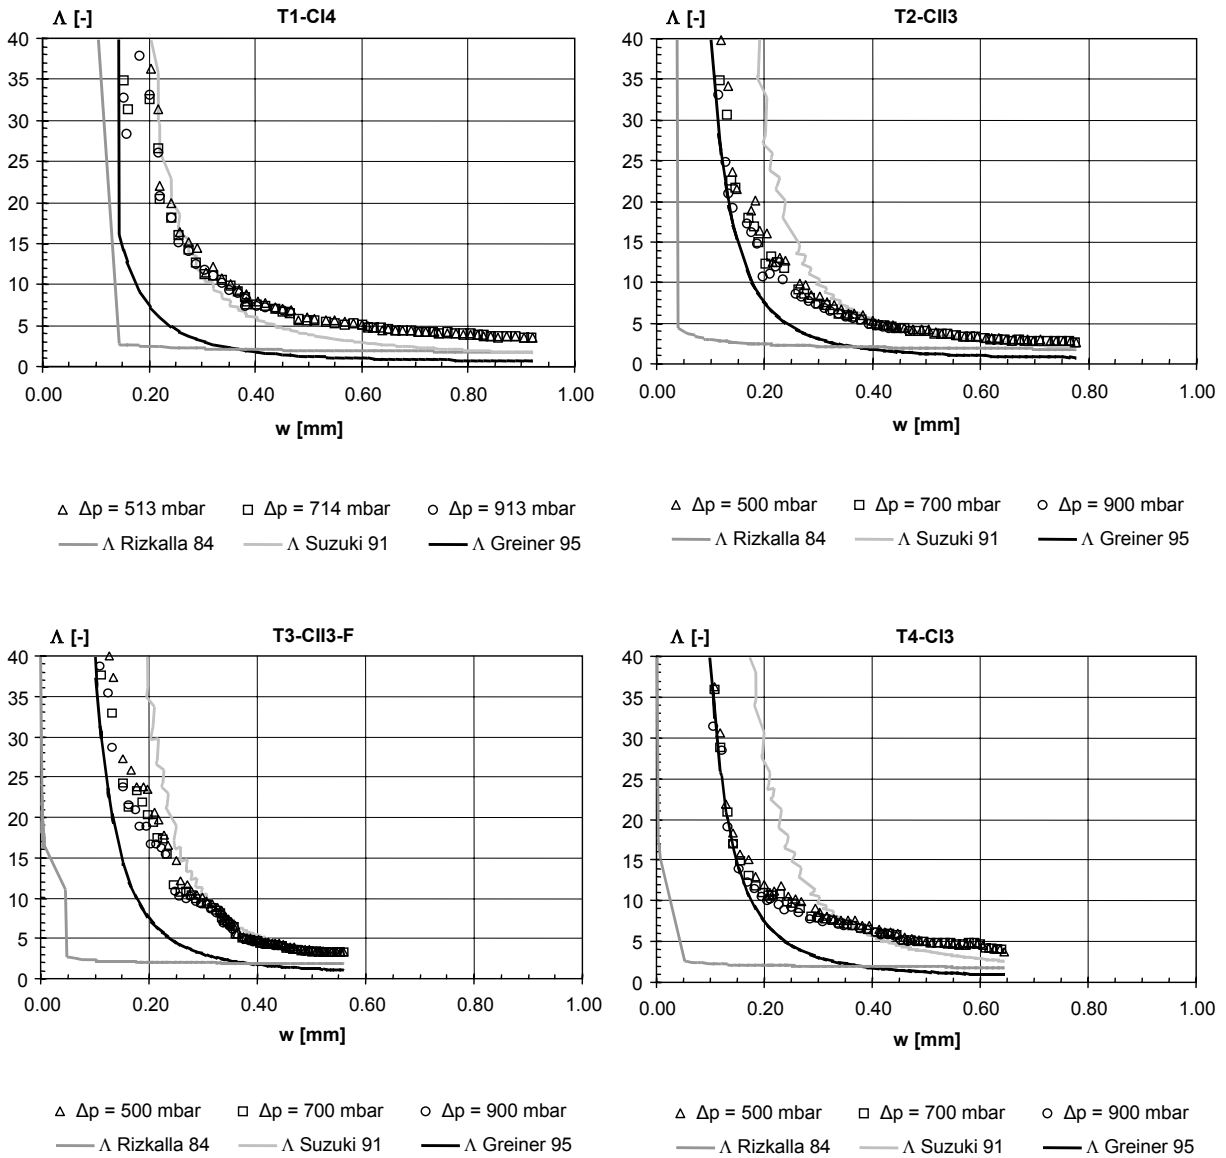 Λ [-] T1-CI4
40
35
30
25
20
15
10
5
0
0.00 0.20 0.40 0.60 0.80 1.00
w [mm]
Δp = 513 mbar Δp = 714 mbar Δp = 913 mbar
Λ Rizkalla 84 Λ Suzuki 91 Λ Greiner 95
Λ [-] T2-CII3
40
35
30
25
20
15
10
5
0
0.00 0.20 0.40 0.60 0.80 1.00
w [mm]
Δp = 500 mbar Δp = 700 mbar Δp = 900 mbar
Λ Rizkalla 84 Λ Suzuki 91 Λ Greiner 95
Λ [-] T3-CII3-F
40
35
30
25
20
15
10
5
0
0.00 0.20 0.40 0.60 0.80 1.00
w [mm]
Δp = 500 mbar Δp = 700 mbar Δp = 900 mbar
Λ Rizkalla 84 Λ Suzuki 91 Λ Greiner 95
Λ [-] T4-CI3
40
35
30
25
20
15
10
5
0
0.00 0.20 0.40 0.60 0.80 1.00
w [mm]
Δp = 500 mbar Δp = 700 mbar Δp = 900 mbar
Λ Rizkalla 84 Λ Suzuki 91 Λ Greiner 95